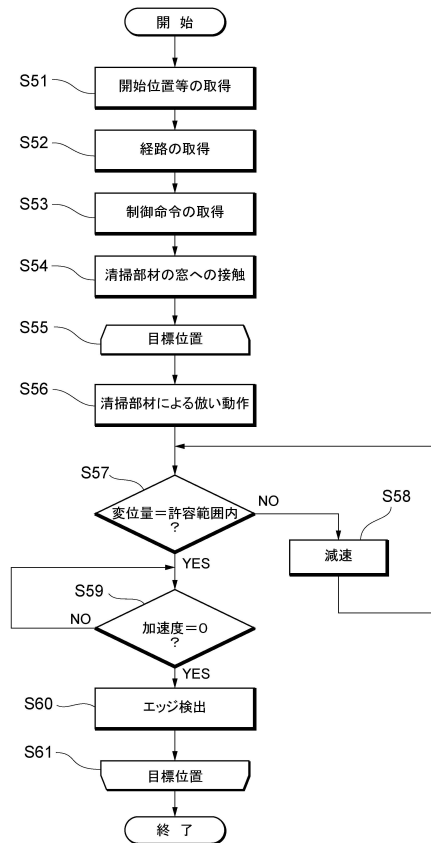 開始
S51
開始位置等の取得
S52
経路の取得
S53
制御命令の取得
S54
清掃部材の窓への接触
S55
目標位置
S56
清掃部材による倣い動作
S57
変位量＝許容範囲内
?
NO
S58
減速
YES
S59
NO
加速度＝0
?
YES
S60
エッジ検出
S61
目標位置
終了